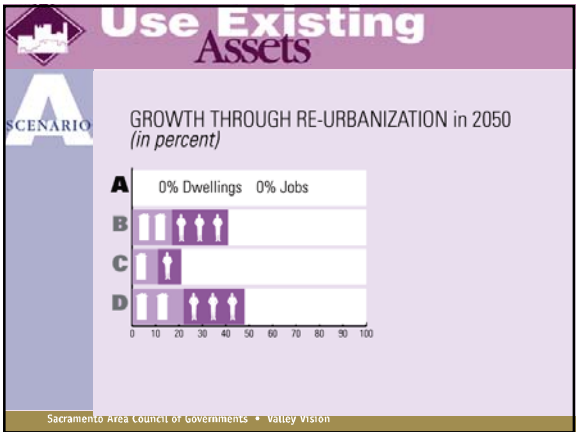 Use Existing
Assets
A
SCENARIO
GROWTH THROUGH RE-URBANIZATION in 2050
(in percent)
A 0% Dwellings 0% Jobs
B
C
D
0 10 20 30 40 50 60 70 80 90 100
Sacramento Area Council of Governments • Valley Vision